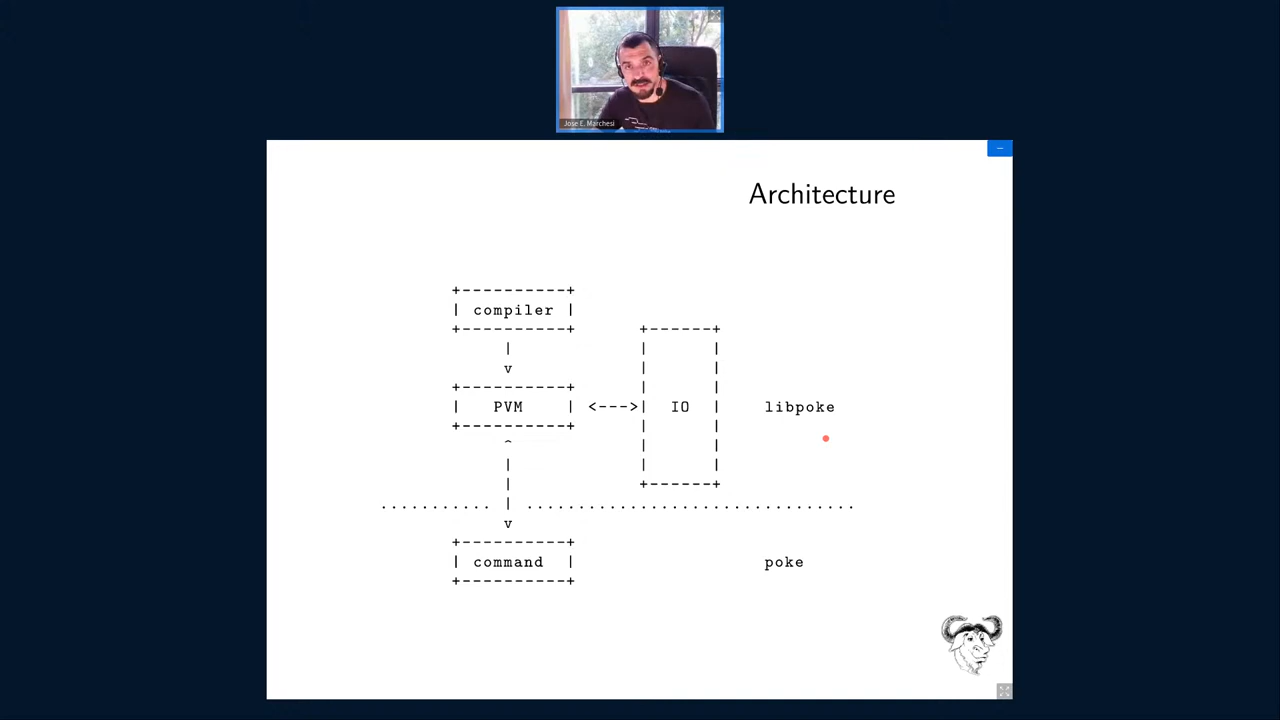 Jose E. Marchesi
Architecture
+----------+
| compiler |
+----------+ +------+
| | |
v | |
+----------+ | |
| PVM | <--->| IO | libpoke
+----------+ | |
^ | |
| | |
| +------+
........... | ................................
v
+----------+
| command | poke
+----------+